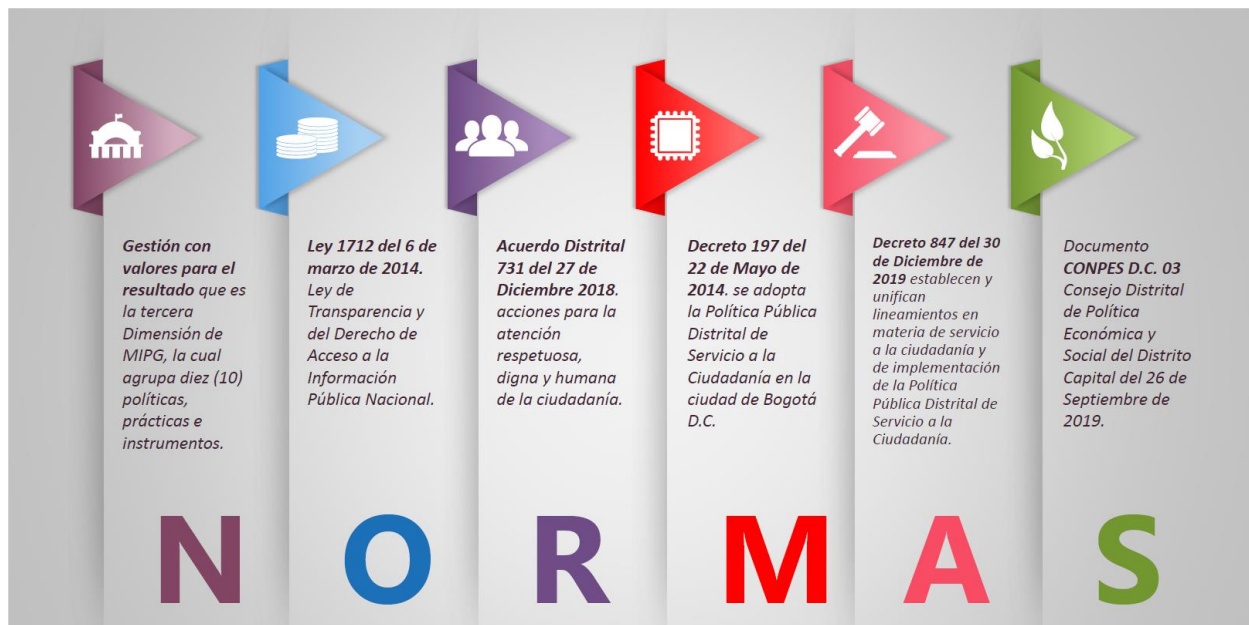 Gestión con
valores para el
resultado que es
la tercera
Dimensión de
MIPG, la cual
agrupa diez (10)
políticas,
prácticas e
instrumentos.
Ley 1712 del 6 de
marzo de 2014.
Ley de
Transparencia y
del Derecho de
Acceso a la
Información
Pública Nacional.
Acuerdo Distrital
731 del 27 de
Diciembre 2018.
acciones para la
atención
respetuosa,
digna y humana
de la ciudadanía.
Decreto 197 del
22 de Mayo de
2014. se adopta
la Política Pública
Distrital de
Servicio a la
Ciudadanía en la
ciudad de Bogotá
D.C.
Decreto 847 del 30
de Diciembre de
2019 establecen y
unifican
lineamientos en
materia de servicio
a la ciudadanía y
de implementación
de la Política
Pública Distrital de
Servicio a la
Ciudadanía.
Documento
CONPES D.C. 03
Consejo Distrital
de Política
Económica y
Social del Distrito
Capital del 26 de
Septiembre de
2019.
N O R M A S